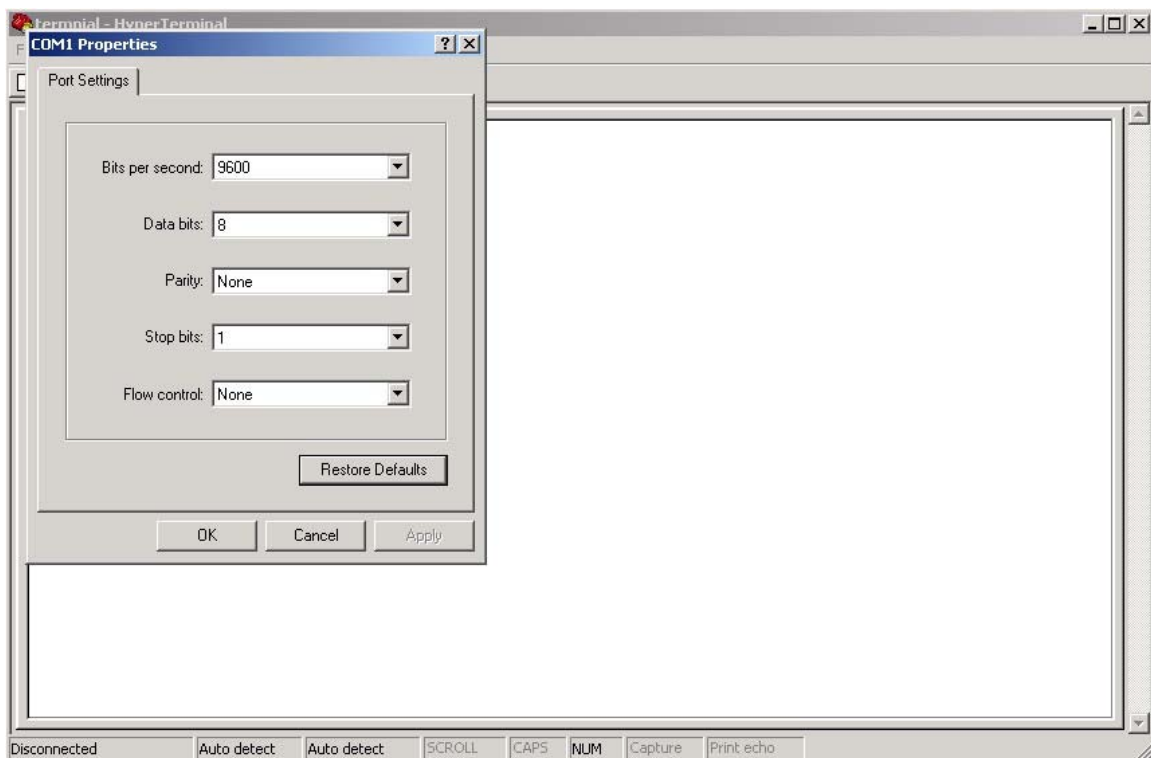 termpial - HyperTerminal
COM1 Properties
F
Port Settings
Bits per second: 9600
Data bits: 8
Parity: None
Stop bits: 1
Flow control: None
Restore Defaults
OK Cancel Apply
Disconnected Auto detect Auto detect SCROLL CAPS NUM Capture Print echo